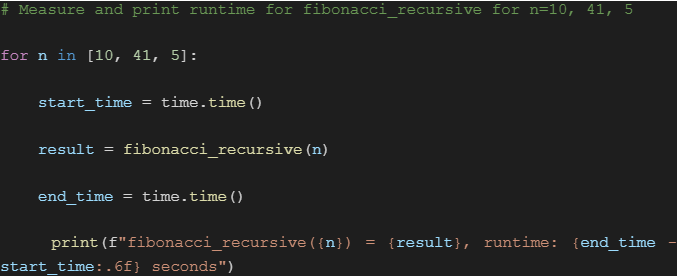 # Measure and print runtime for fibonacci_recursive for n=10, 41, 5
for n in [10, 41, 5]:
    start_time = time.time()
    result = fibonacci_recursive(n)
    end_time = time.time()
     print(f"fibonacci_recursive({n}) = {result}, runtime: {end_time -
start_time:.6f} seconds")